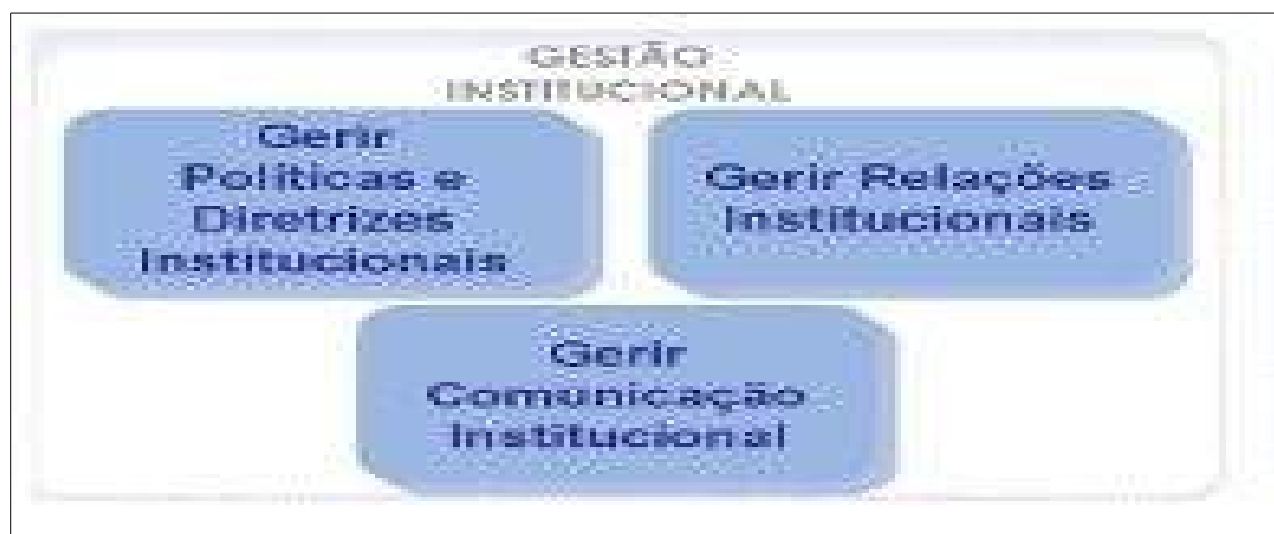 GESTÃO
INSTITUCIONAL
Gerir
Políticas e
Diretrizes
Institucionais
Gerir Relações
Institucionais
Gerir
Comunicação
Institucional